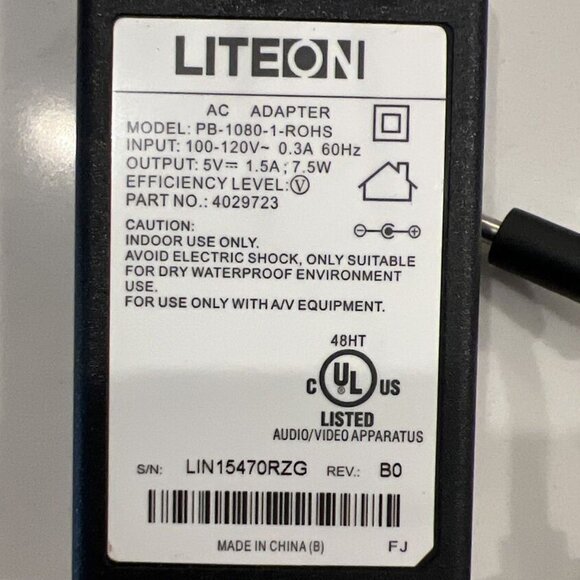 LITEON
AC ADAPTER
MODEL: PB-1080-1-ROHS
INPUT: 100-120V~ 0.3A 60Hz
OUTPUT: 5V⎓ 1.5A ; 7.5W
EFFICIENCY LEVEL: Ⓥ
PART NO.: 4029723
CAUTION:
INDOOR USE ONLY.
AVOID ELECTRIC SHOCK, ONLY SUITABLE
FOR DRY WATERPROOF ENVIRONMENT
USE.
FOR USE ONLY WITH A/V EQUIPMENT.
48HT
C UL US
LISTED
AUDIO/VIDEO APPARATUS
S/N: LIN15470RZG REV.: B0
MADE IN CHINA (B) FJ